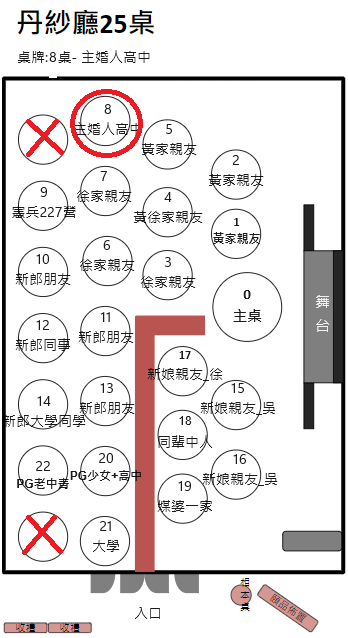 丹紗廳25桌
桌牌:8桌- 主婚人高中
8
主婚人高中
5
黃家親友
2
黃家親友
7
徐家親友
9
憲兵227營
4
黃徐家親友
1
黃家親友
6
徐家親友
10
新郎朋友
3
徐家親友
0
主桌
舞台
11
新郎朋友
12
新郎同事
17
新娘親友_徐
13
新郎朋友
14
新郎大學同學
15
新娘親友_吳
18
同輩中人
20
PG少女+高中
22
PG老中青
16
新娘親友_吳
19
媒婆一家
21
大學
入口
收禮
收禮
相本桌